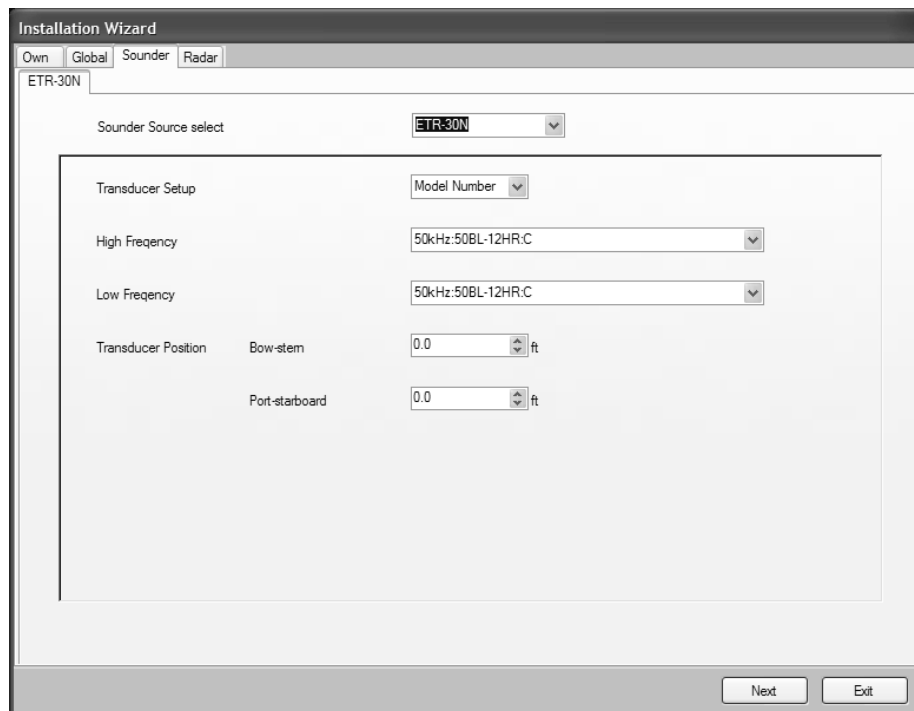 Installation Wizard
Own Global Sounder Radar
ETR-30N
Sounder Source select ETR-30N
Transducer Setup Model Number
High Freqency 50kHz:50BL-12HR:C
Low Freqency 50kHz:50BL-12HR:C
Transducer Position Bow-stern 0.0 ft
Port-starboard 0.0 ft
Next Exit